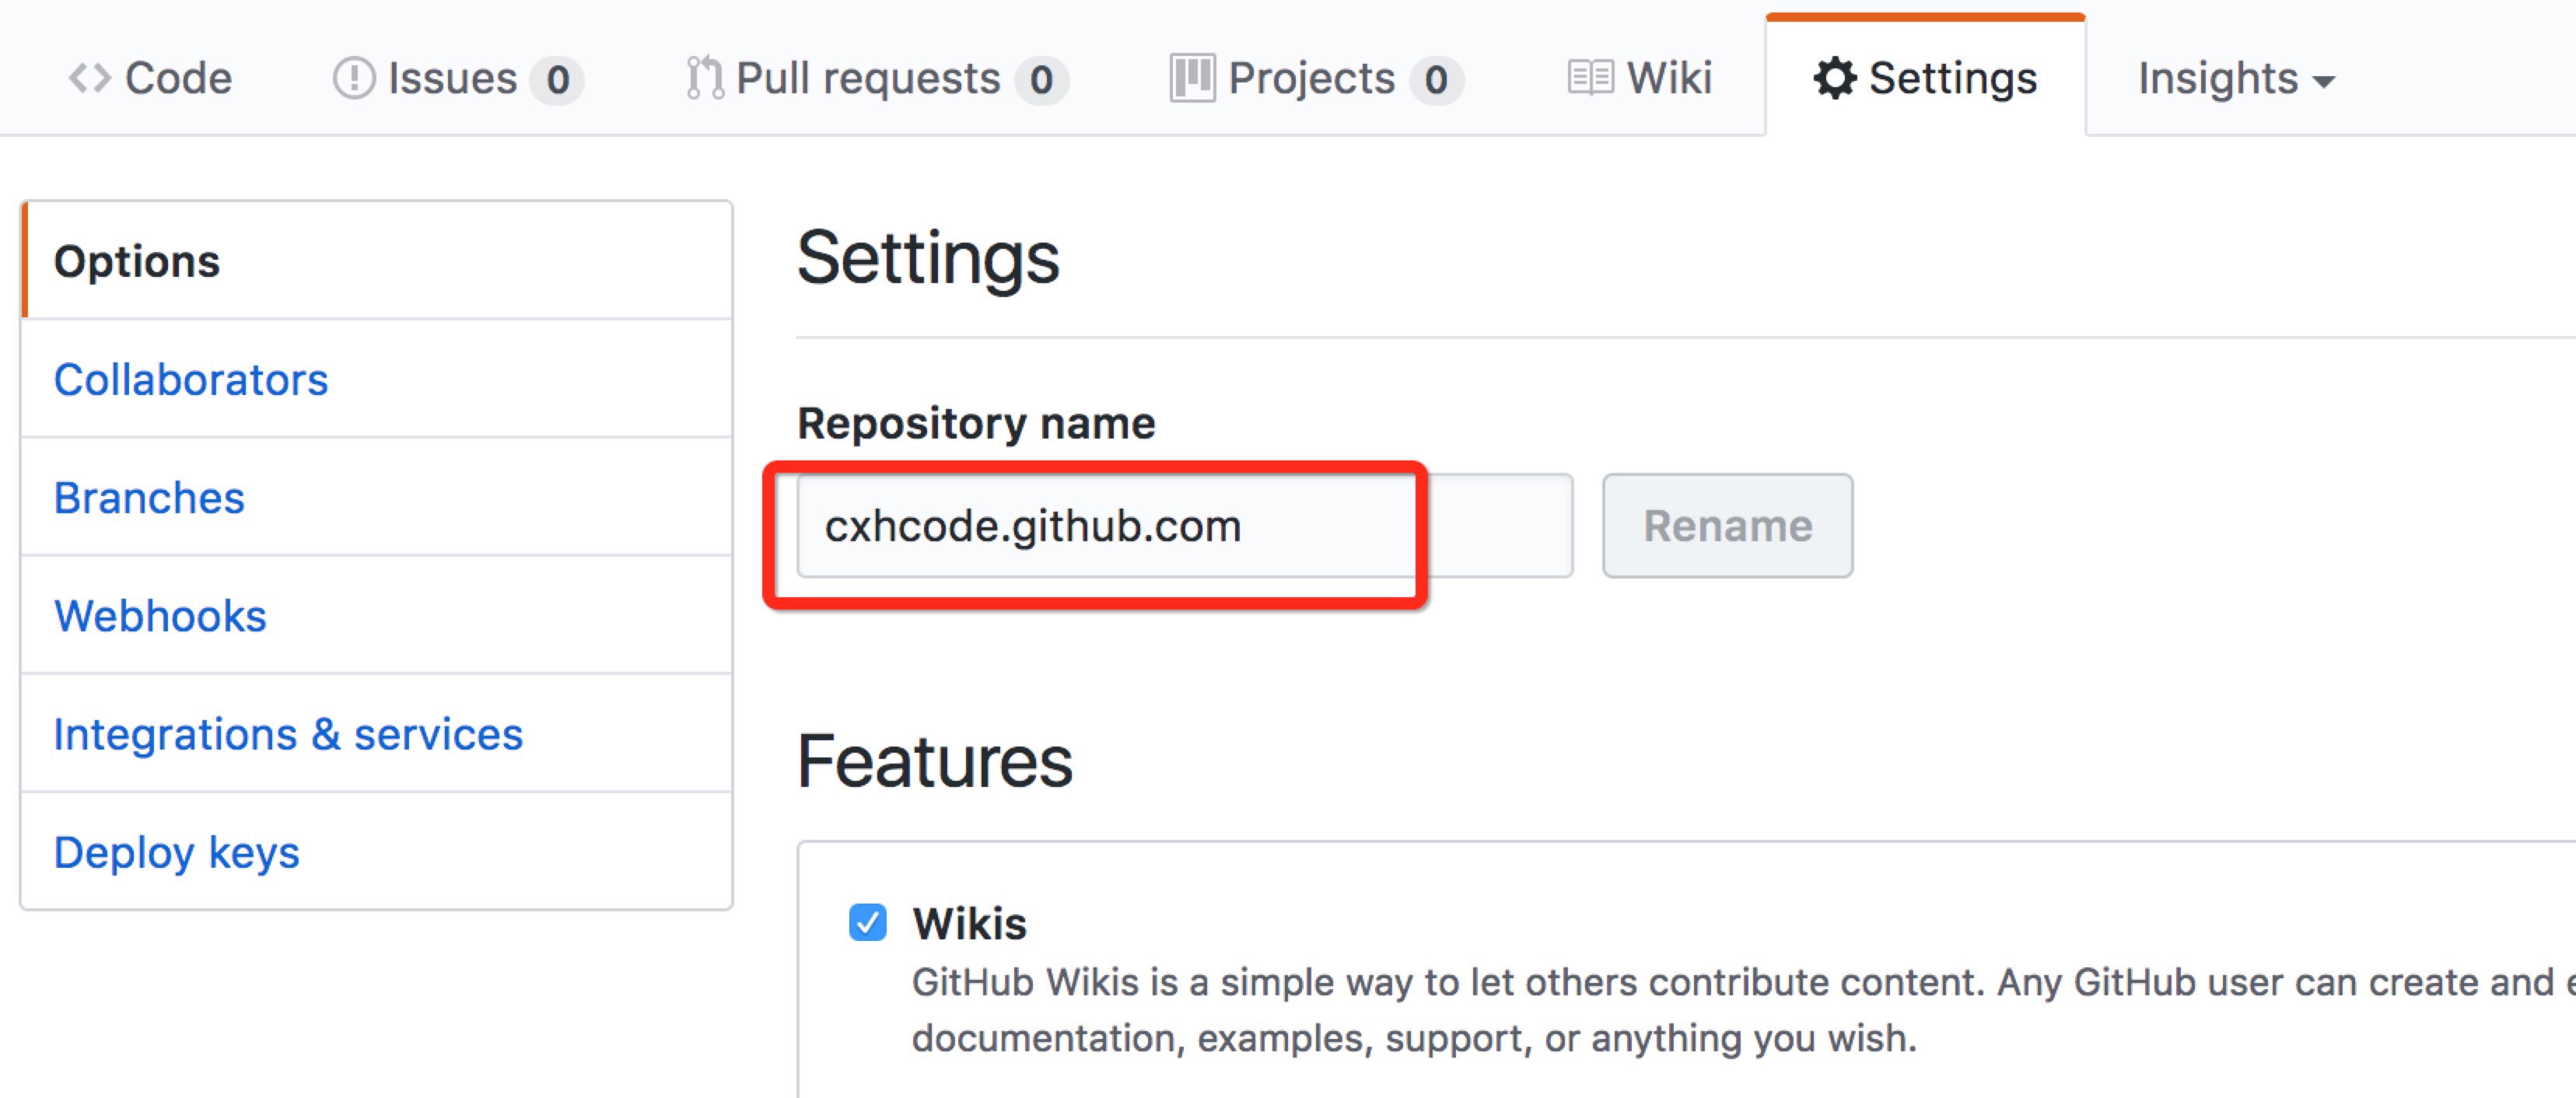 Code Issues 0 Pull requests 0 Projects 0 Wiki Settings Insights
Options
Collaborators
Branches
Webhooks
Integrations & services
Deploy keys
Settings
Repository name
cxhcode.github.com Rename
Features
Wikis
GitHub Wikis is a simple way to let others contribute content. Any GitHub user can create and
documentation, examples, support, or anything you wish.